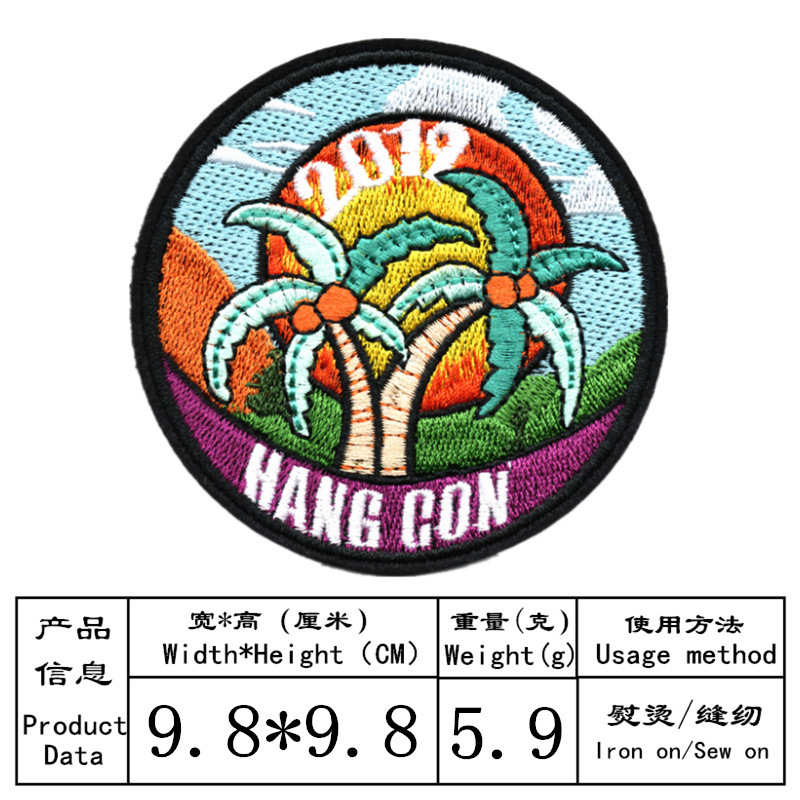 2019
HANG CON
产品
信息
Product
Data
宽*高 (厘米)
Width*Height (CM)
9.8*9.8
重量(克)
Weight(g)
5.9
使用方法
Usage method
熨烫/缝纫
Iron on/Sew on